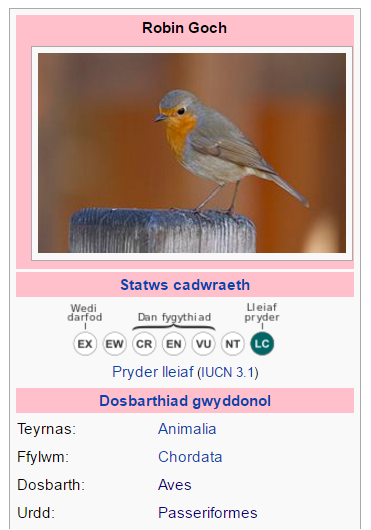 Robin Goch
Statws cadwraeth
Wedi darfod
Dan fygythiad
Lleiaf pryder
EX EW CR EN VU NT LC
Pryder lleiaf (IUCN 3.1)
Dosbarthiad gwyddonol
Teyrnas: Animalia
Ffylwm: Chordata
Dosbarth: Aves
Urdd: Passeriformes